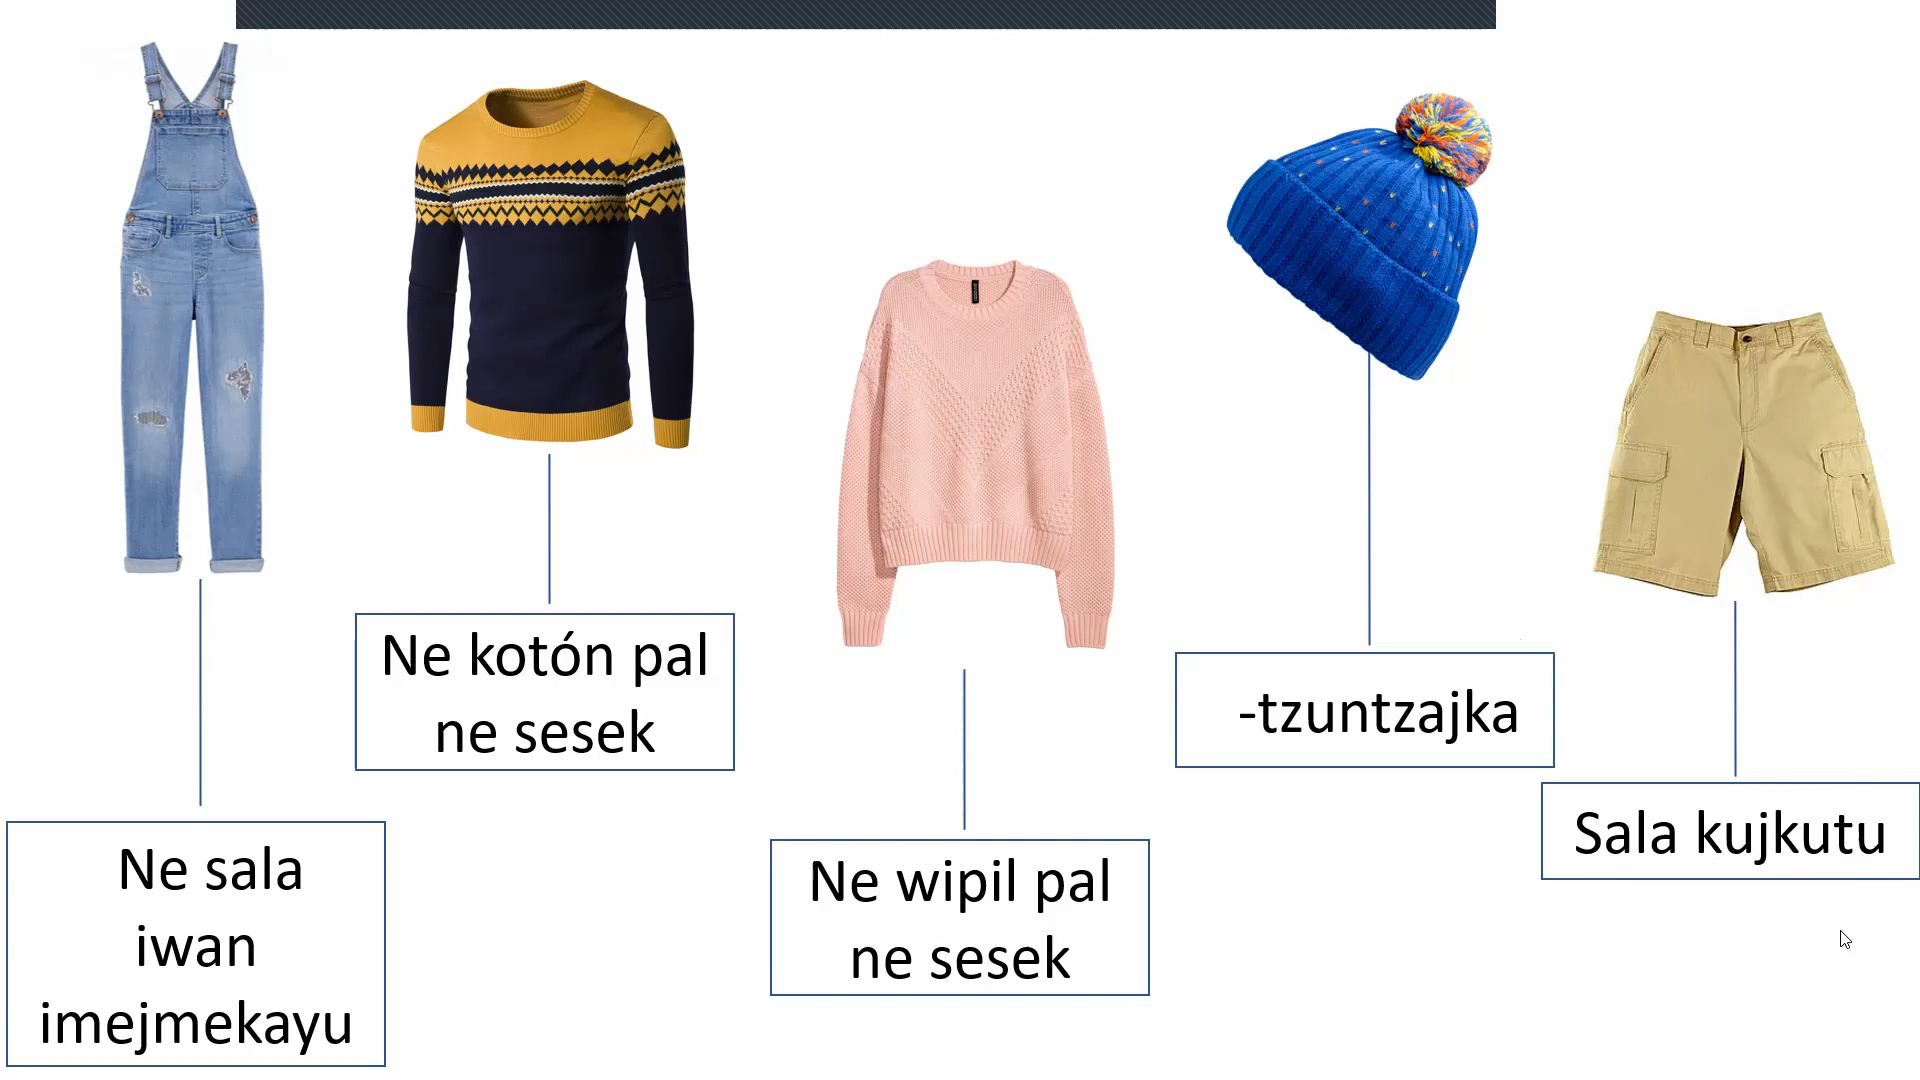 Ne sala
iwan
imejmekayu
Ne kotón pal
ne sesek
Ne wipil pal
ne sesek
-tzuntzajka
Sala kujkutu